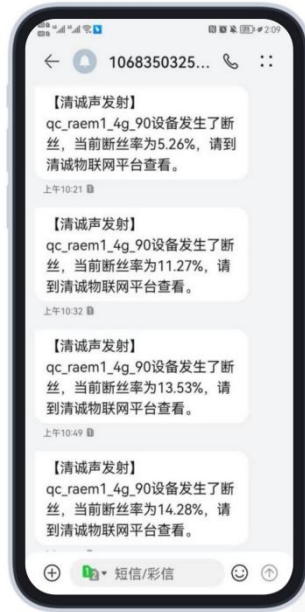 2:09
1068350325...
【清诚声发射】
qc_raem1_4g_90设备发生了断
丝，当前断丝率为5.26%，请到
清诚物联网平台查看。
上午10:21
【清诚声发射】
qc_raem1_4g_90设备发生了断
丝，当前断丝率为11.27%，请
到清诚物联网平台查看。
上午10:32
【清诚声发射】
qc_raem1_4g_90设备发生了断
丝，当前断丝率为13.53%，请
到清诚物联网平台查看。
上午10:49
【清诚声发射】
qc_raem1_4g_90设备发生了断
丝，当前断丝率为14.28%，请
到清诚物联网平台查看。
短信/彩信